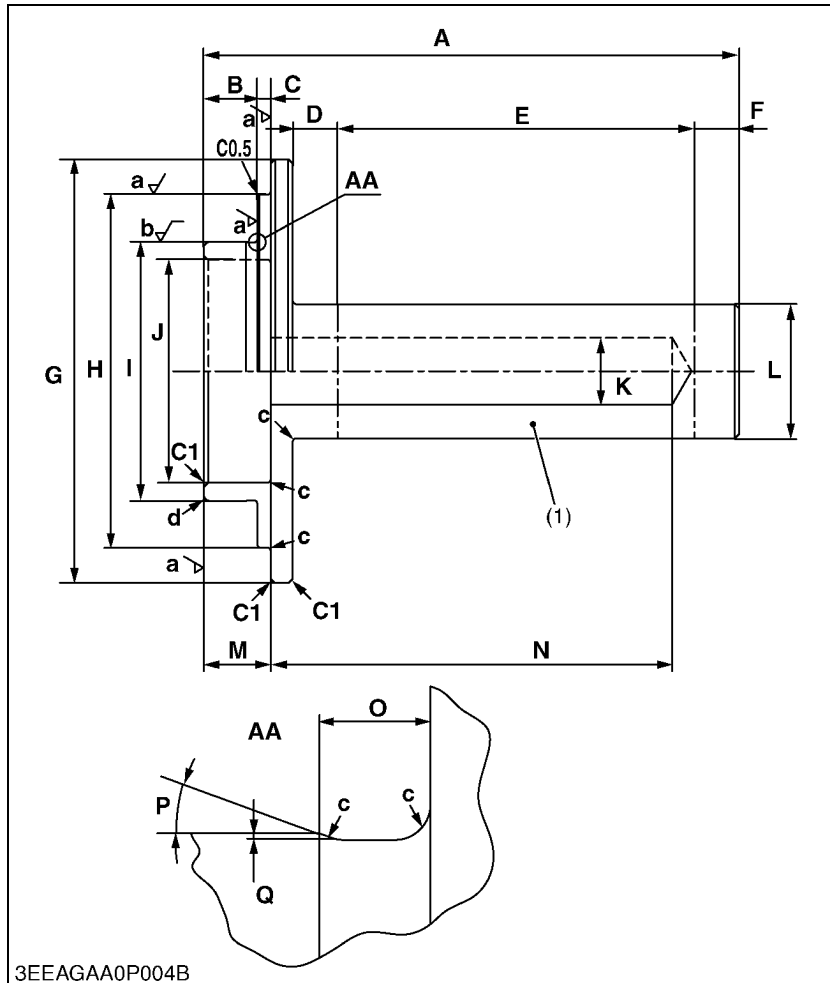 A
B C
D E F
a
C0.5
a AA
a
b
J
G H I K L
c
C1
c
d (1)
c
a
C1 C1
M N
O
AA
P c c
Q
3EEAGAA0P004B